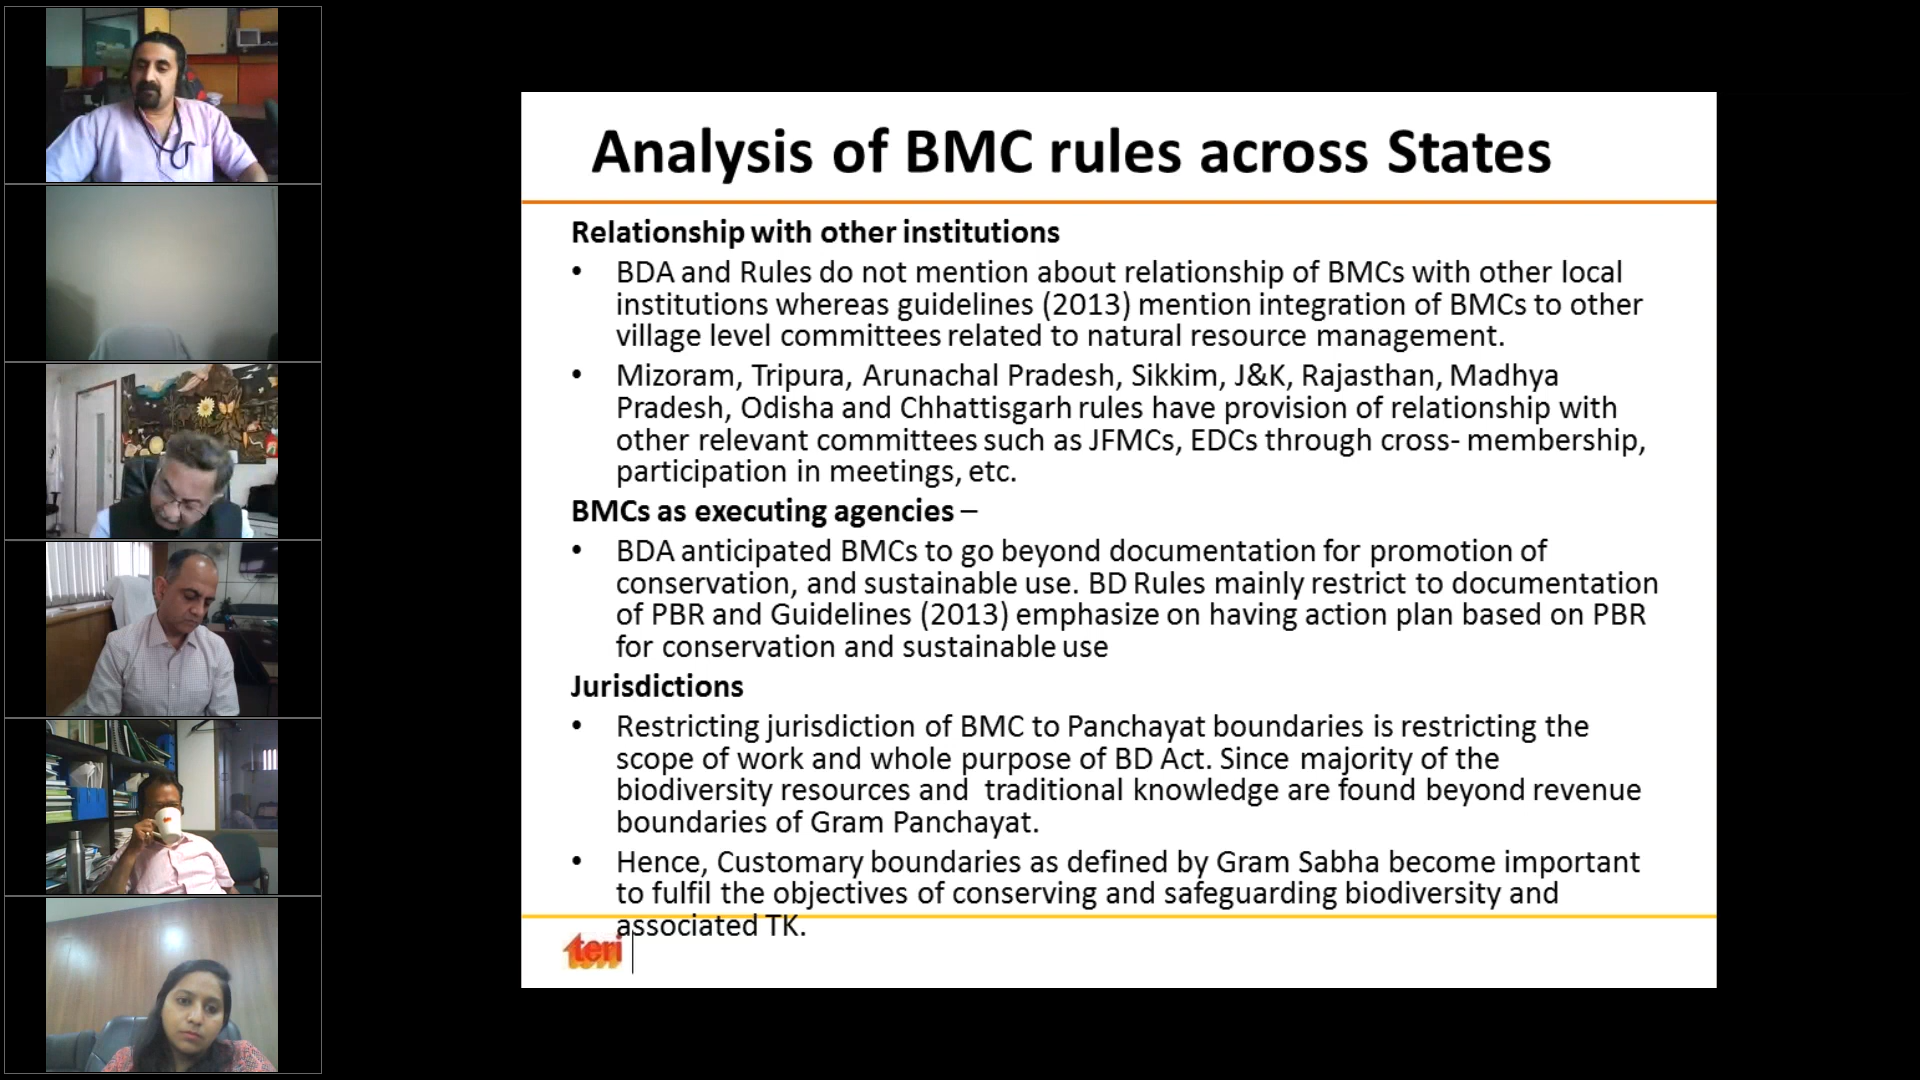 Analysis of BMC rules across States
Relationship with other institutions
• BDA and Rules do not mention about relationship of BMCs with other local
institutions whereas guidelines (2013) mention integration of BMCs to other
village level committees related to natural resource management.
• Mizoram, Tripura, Arunachal Pradesh, Sikkim, J&K, Rajasthan, Madhya
Pradesh, Odisha and Chhattisgarh rules have provision of relationship with
other relevant committees such as JFMCs, EDCs through cross- membership,
participation in meetings, etc.
BMCs as executing agencies –
• BDA anticipated BMCs to go beyond documentation for promotion of
conservation, and sustainable use. BD Rules mainly restrict to documentation
of PBR and Guidelines (2013) emphasize on having action plan based on PBR
for conservation and sustainable use
Jurisdictions
• Restricting jurisdiction of BMC to Panchayat boundaries is restricting the
scope of work and whole purpose of BD Act. Since majority of the
biodiversity resources and traditional knowledge are found beyond revenue
boundaries of Gram Panchayat.
• Hence, Customary boundaries as defined by Gram Sabha become important
to fulfil the objectives of conserving and safeguarding biodiversity and
associated TK.
teri